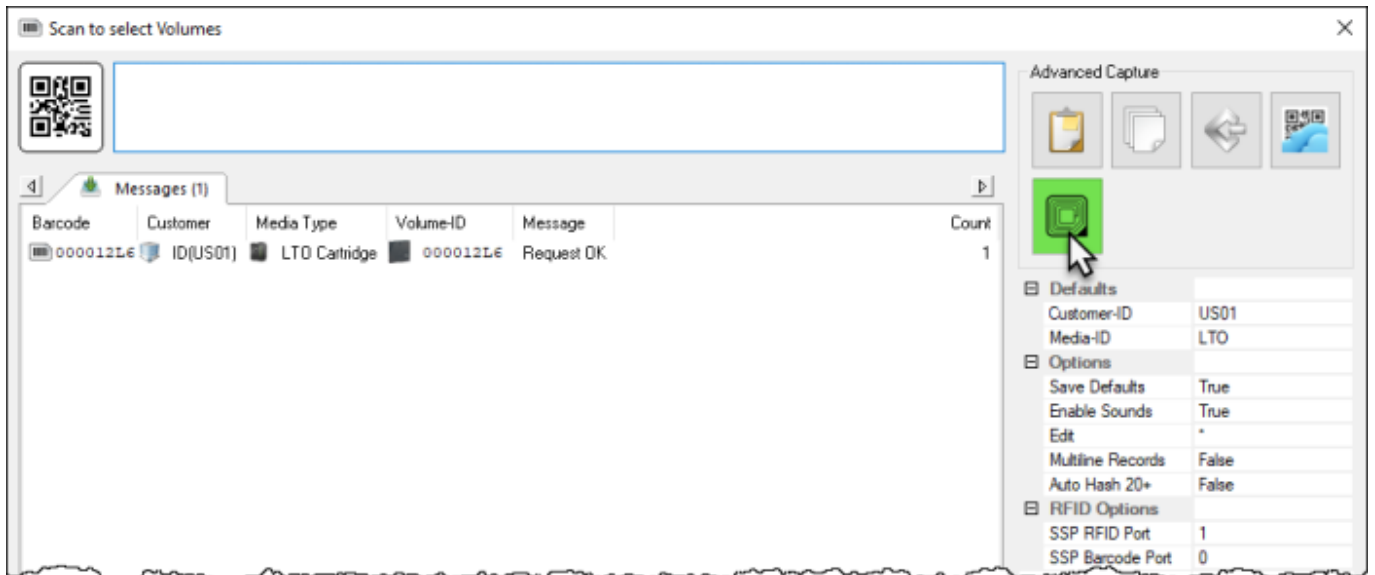 Scan to select Volumes
Advanced Capture
Messages (1)
Barcode Customer Media Type Volume-ID Message Count
000012L6 ID(US01) LTO Cartridge 000012L6 Request OK 1
Defaults
Customer-ID US01
Media-ID LTO
Options
Save Defaults True
Enable Sounds True
Edit *
Multiline Records False
Auto Hash 20+ False
RFID Options
SSP RFID Port 1
SSP Barcode Port 0